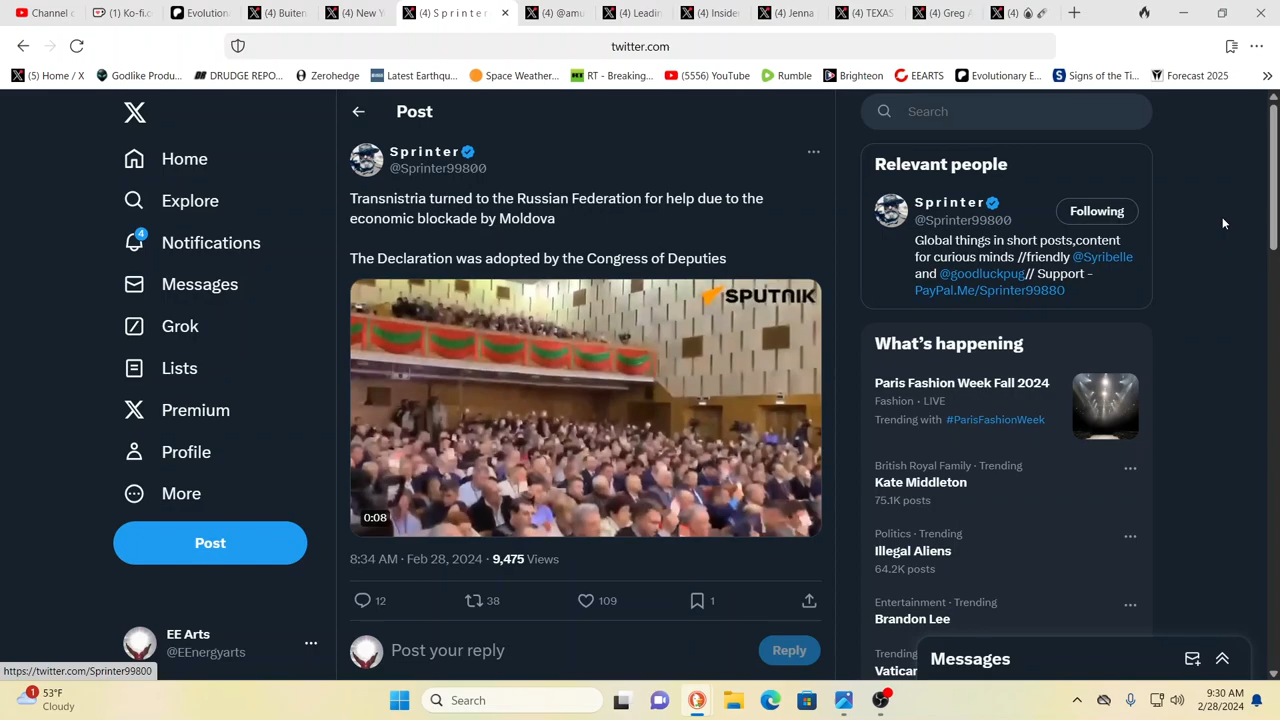 (4) Channel c
Ko-fi.c
Evolution
(4) Buiten
(4) New Y
(4) S p r i n t e r
(4) @amu
(4) Leadin
(4) Insider
(4) Jenna
(4) TEXAS
(4) Greg A
(4)
twitter.com
(5) Home / X
Godlike Produ...
DRUDGE REPO...
Zerohedge
Latest Earthqu...
Space Weather...
RT - Breaking...
(5556) YouTube
Rumble
Brighteon
CEEARTS
Evolutionary E...
Signs of the Ti...
Forecast 2025
Post
Sprinter
@Sprinter99800
Transnistria turned to the Russian Federation for help due to the
economic blockade by Moldova
The Declaration was adopted by the Congress of Deputies
SPUTNIK
0:08
8:34 AM · Feb 28, 2024 · 9,475 Views
12
38
109
1
Post your reply
Reply
Home
Explore
4
Notifications
Messages
Grok
Lists
Premium
Profile
More
Post
EE Arts
@EEnergyarts
https://twitter.com/Sprinter99800
Search
Relevant people
Sprinter
@Sprinter99800
Following
Global things in short posts,content
for curious minds //friendly @Syribelle
and @goodluckpug// Support -
PayPal.Me/Sprinter99880
What's happening
Paris Fashion Week Fall 2024
Fashion · LIVE
Trending with #ParisFashionWeek
British Royal Family · Trending
Kate Middleton
75.1K posts
Politics · Trending
Illegal Aliens
64.2K posts
Entertainment · Trending
Brandon Lee
Trending
Vatican
Messages
1
53°F
Cloudy
Search
9:30 AM
2/28/2024